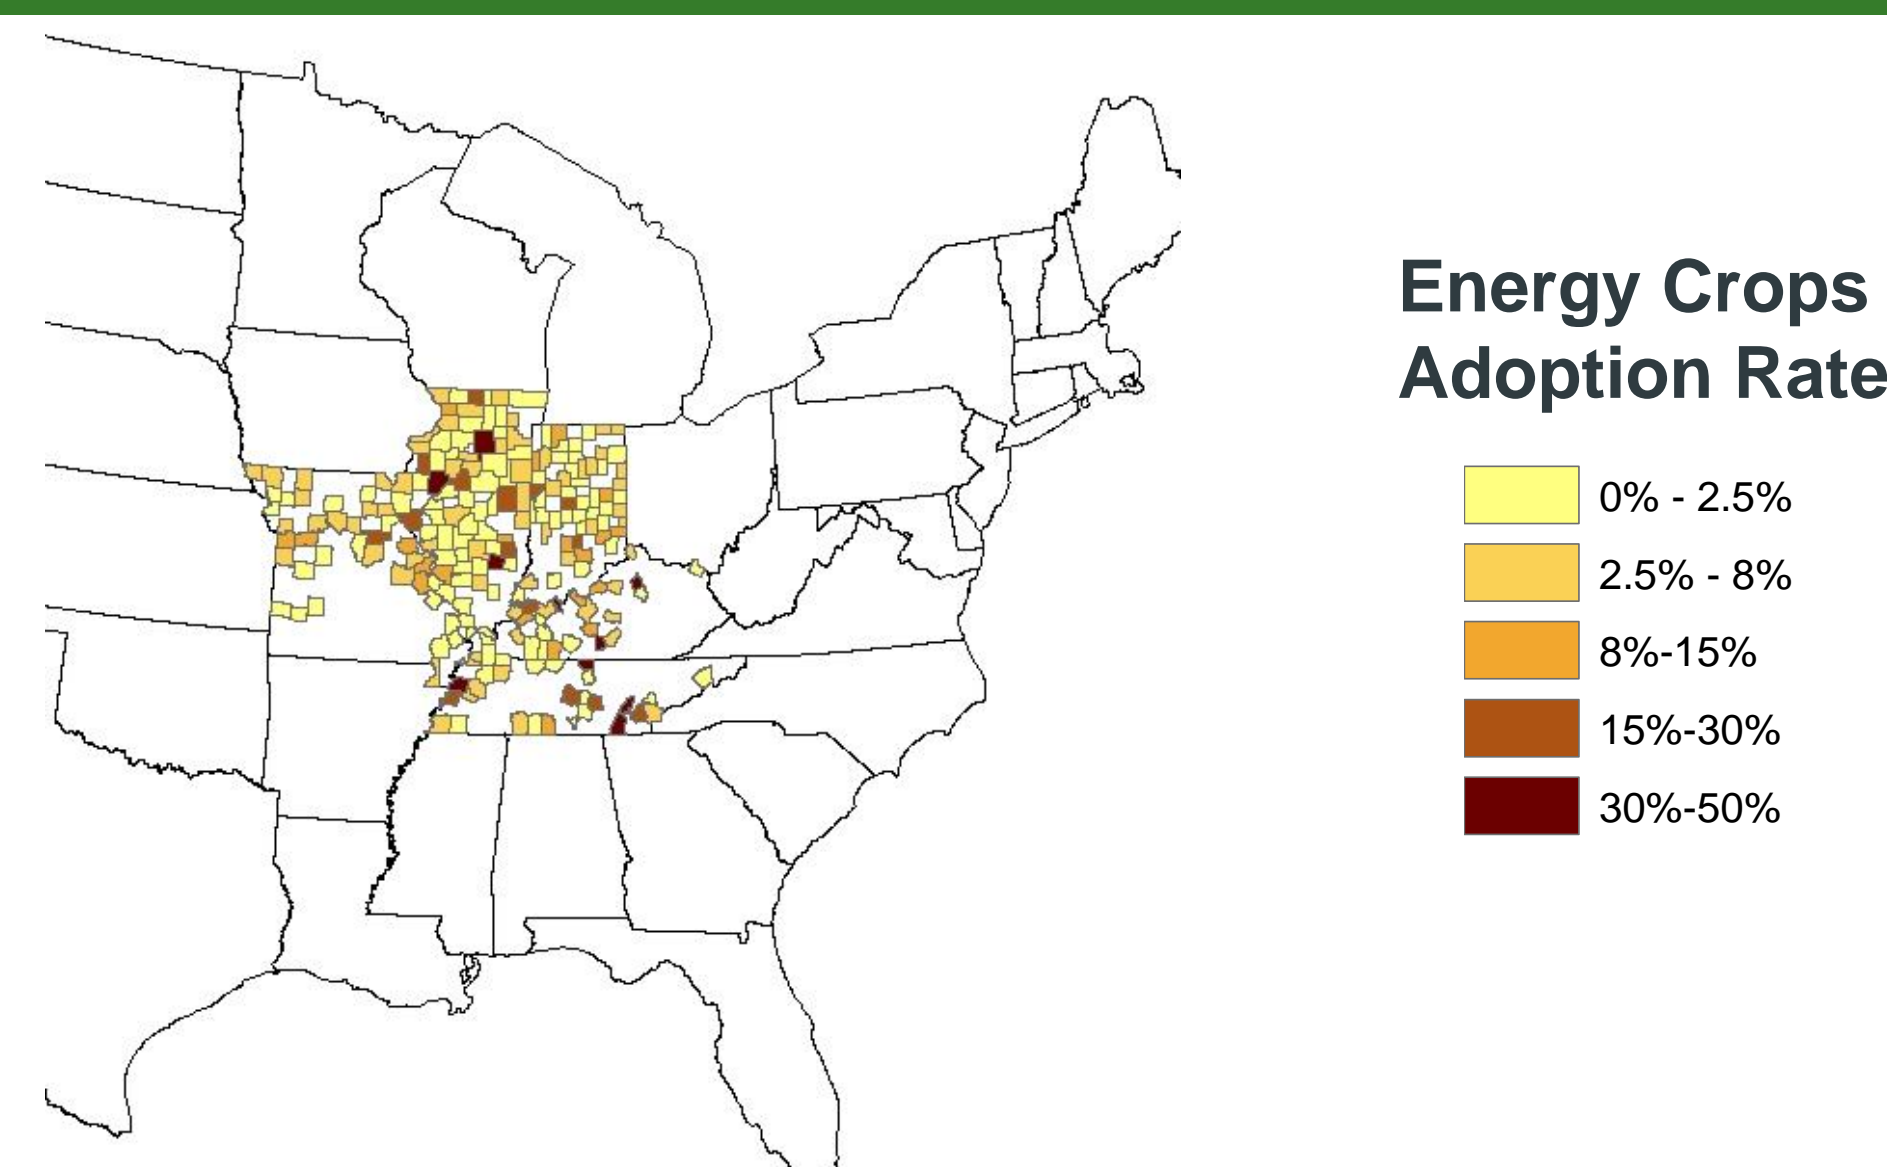 Energy Crops
Adoption Rate
0% - 2.5%
2.5% - 8%
8%-15%
15%-30%
30%-50%